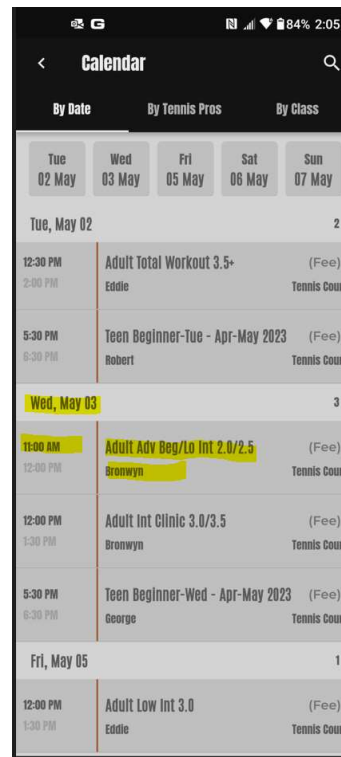 84% 2:05
Calendar
By Date By Tennis Pros By Class
Tue Wed Fri Sat Sun
02 May 03 May 05 May 06 May 07 May
Tue, May 02 2
12:30 PM Adult Total Workout 3.5+ (Fee)
2:00 PM Eddie Tennis Cour
5:30 PM Teen Beginner-Tue - Apr-May 2023 (Fee)
6:30 PM Robert Tennis Cour
Wed, May 03 3
11:00 AM Adult Adv Beg/Lo Int 2.0/2.5 (Fee)
12:00 PM Bronwyn Tennis Cour
12:00 PM Adult Int Clinic 3.0/3.5 (Fee)
1:30 PM Bronwyn Tennis Cour
5:30 PM Teen Beginner-Wed - Apr-May 2023 (Fee)
6:30 PM George Tennis Cour
Fri, May 05 1
12:00 PM Adult Low Int 3.0 (Fee)
1:30 PM Eddie Tennis Cour